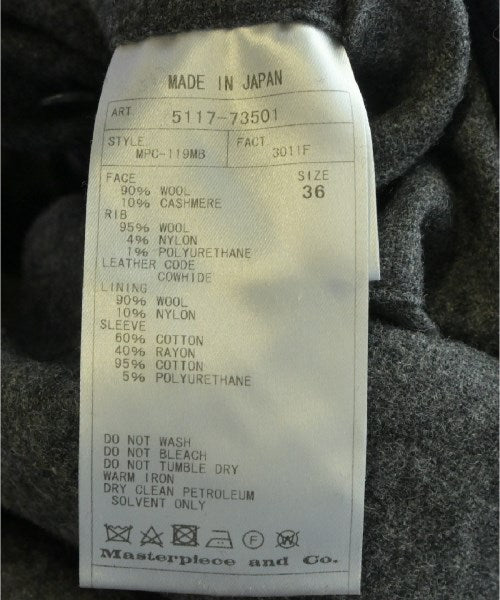 MADE IN JAPAN
ART 5117-73501
STYLE FACT
MPC-119MB 3011F
FACE SIZE
90% WOOL 36
10% CASHMERE
RIB
95% WOOL
4% NYLON
1% POLYURETHANE
LEATHER CODE
COWHIDE
LINING
90% WOOL
10% NYLON
SLEEVE
60% COTTON
40% RAYON
95% COTTON
5% POLYURETHANE
DO NOT WASH
DO NOT BLEACH
DO NOT TUMBLE DRY
WARM IRON
DRY CLEAN PETROLEUM
SOLVENT ONLY
F W
Masterpiece and Co.